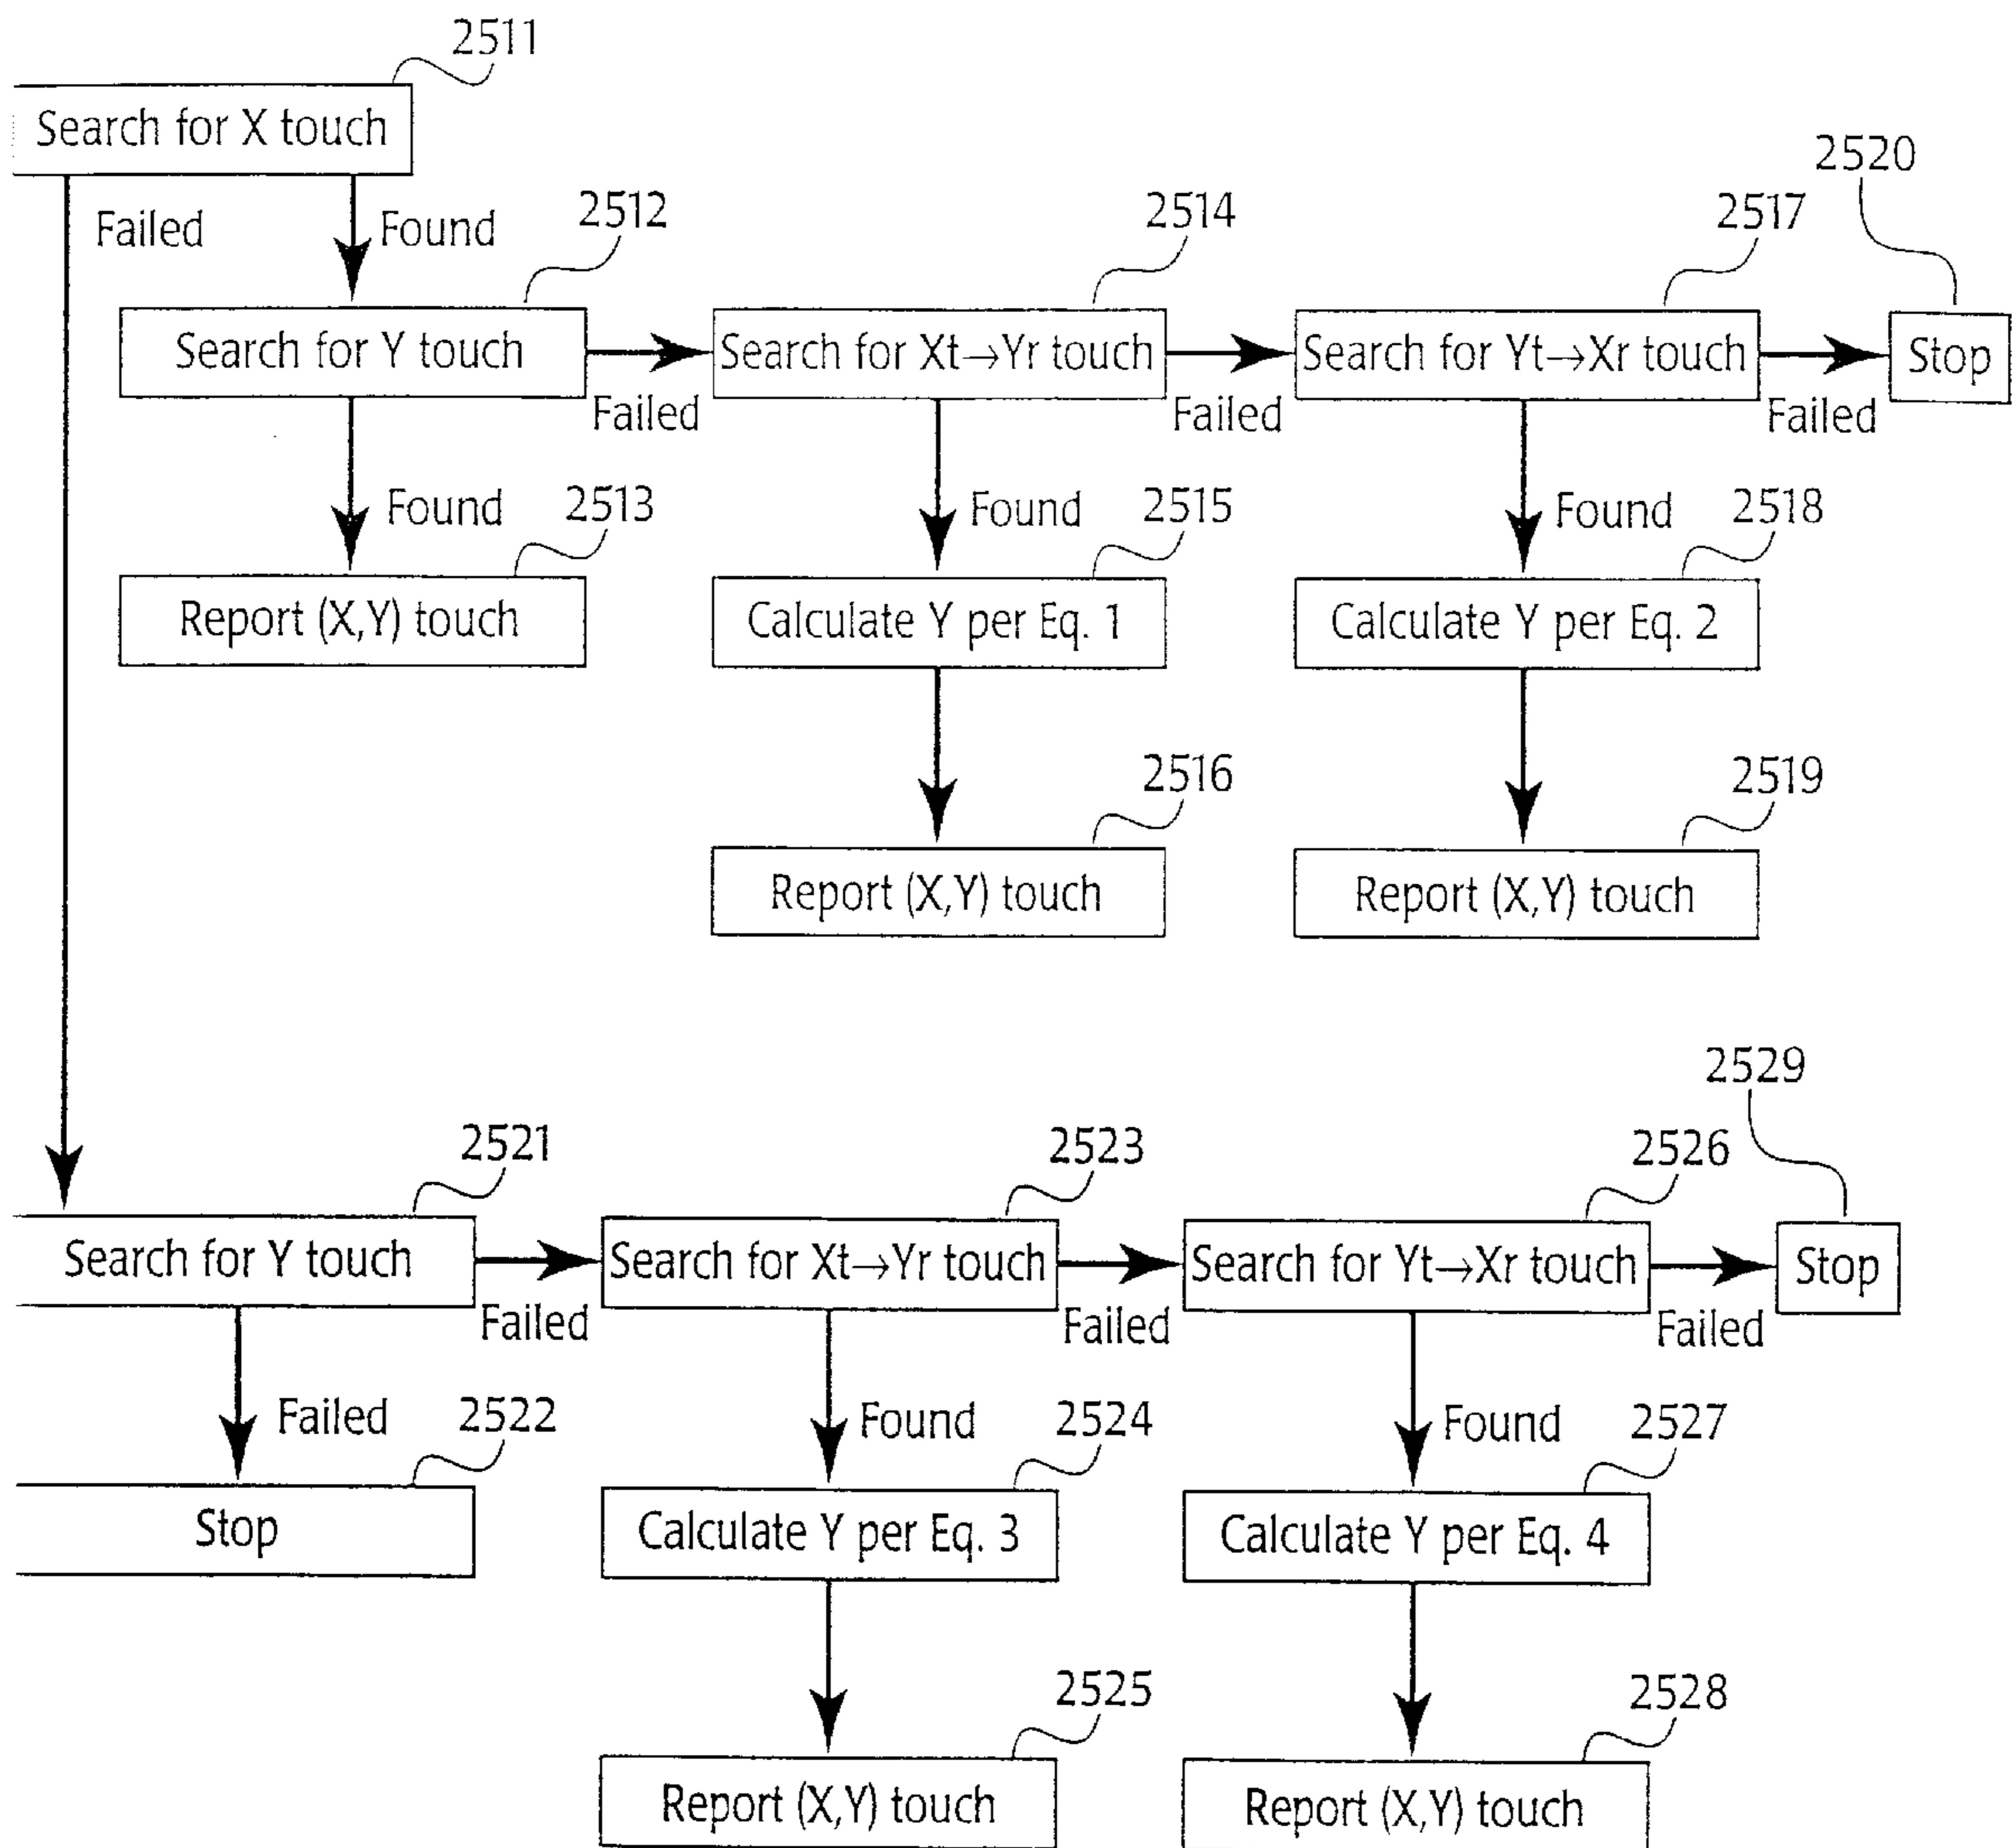 2511
Search for X touch
2520
Failed
Found
2512
2514
2517
Search for Y touch
Search for Xt→Yr touch
Search for Yt→Xr touch
Stop
Failed
Failed
Failed
Found
2513
Found
2515
Found
2518
Report (X,Y) touch
Calculate Y per Eq. 1
Calculate Y per Eq. 2
2516
2519
Report (X,Y) touch
Report (X,Y) touch
2529
2521
2523
2526
Search for Y touch
Search for Xt→Yr touch
Search for Yt→Xr touch
Stop
Failed
Failed
Failed
Failed
2522
Found
2524
Found
2527
Stop
Calculate Y per Eq. 3
Calculate Y per Eq. 4
2525
2528
Report (X,Y) touch
Report (X,Y) touch